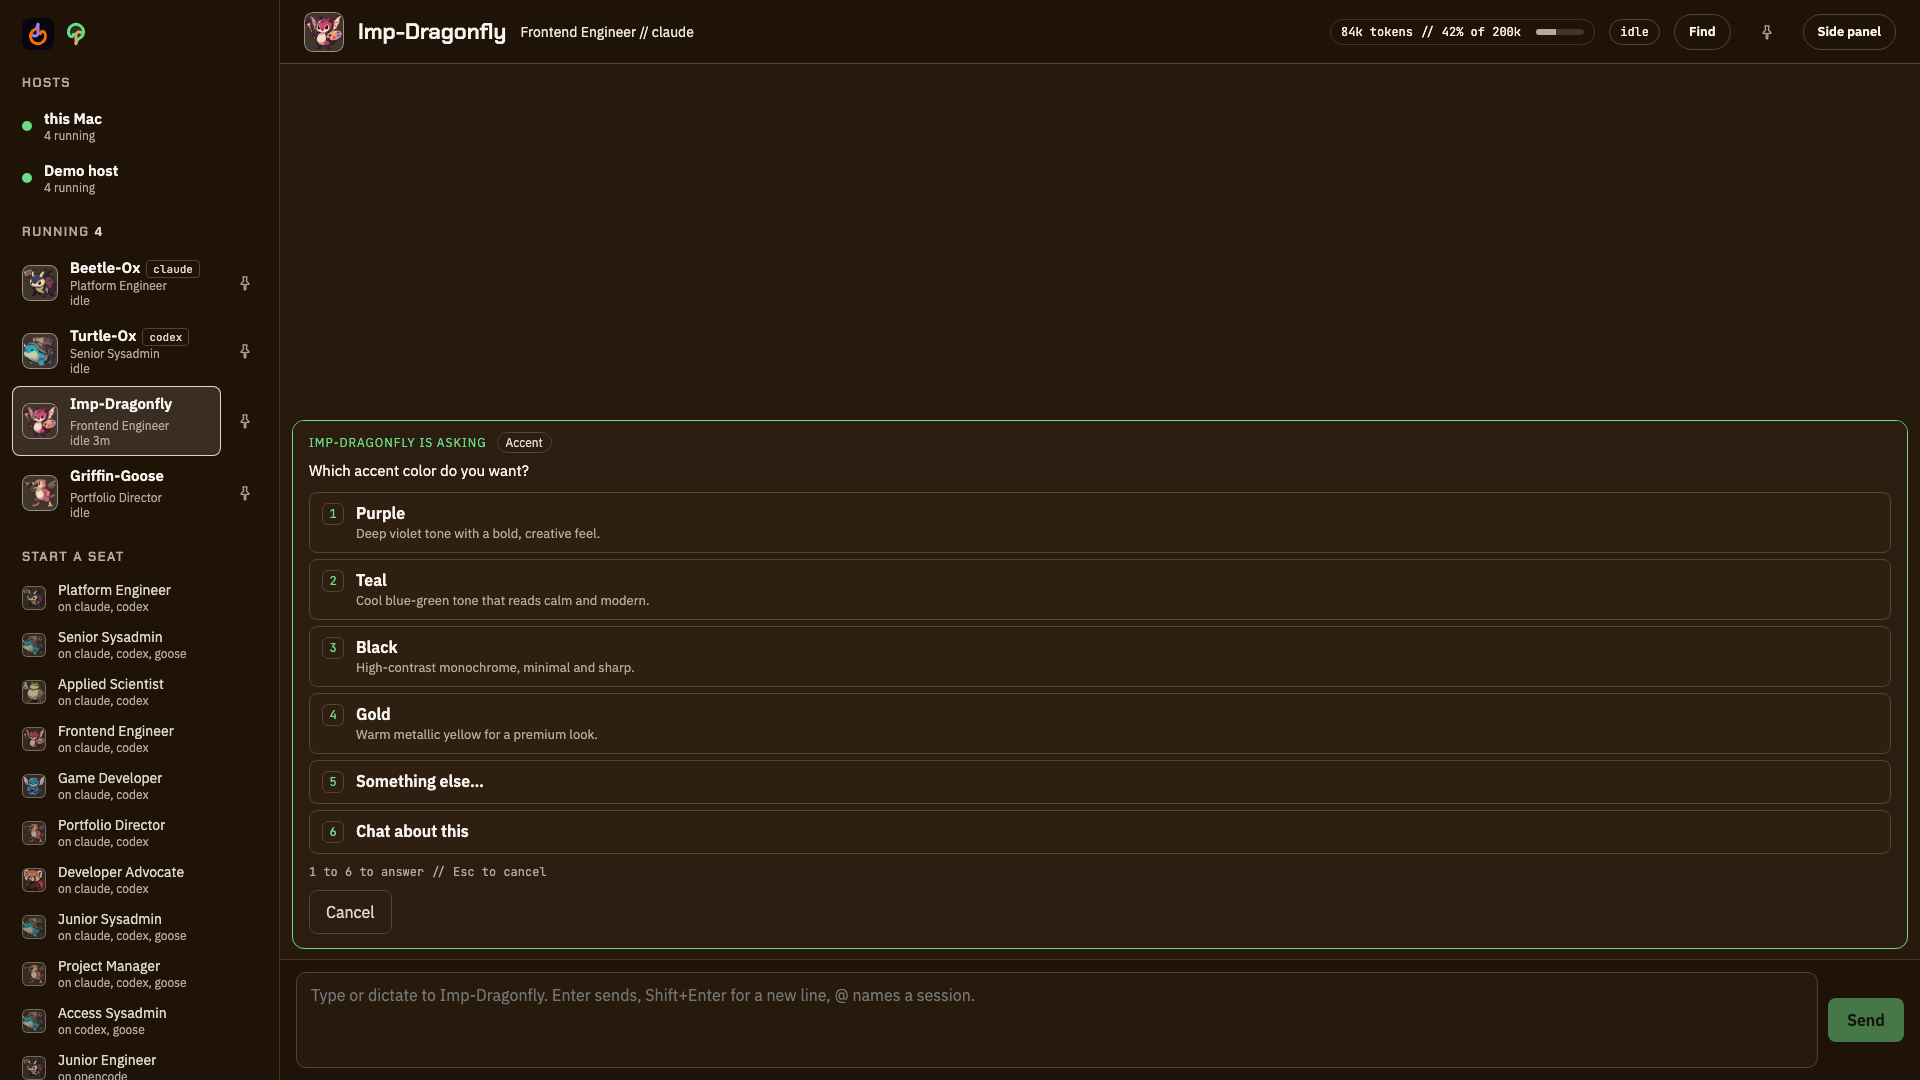 HOSTS
this Mac
4 running
Demo host
4 running
RUNNING 4
Beetle-Ox claude
Platform Engineer
idle
Turtle-Ox codex
Senior Sysadmin
idle
Imp-Dragonfly
Frontend Engineer
idle 3m
Griffin-Goose
Portfolio Director
idle
START A SEAT
Platform Engineer
on claude, codex
Senior Sysadmin
on claude, codex, goose
Applied Scientist
on claude, codex
Frontend Engineer
on claude, codex
Game Developer
on claude, codex
Portfolio Director
on claude, codex
Developer Advocate
on claude, codex
Junior Sysadmin
on claude, codex, goose
Project Manager
on claude, codex, goose
Access Sysadmin
on codex, goose
Junior Engineer
on opencode
Imp-Dragonfly Frontend Engineer // claude
84k tokens // 42% of 200k
idle
Find
Side panel
IMP-DRAGONFLY IS ASKING Accent
Which accent color do you want?
1 Purple
Deep violet tone with a bold, creative feel.
2 Teal
Cool blue-green tone that reads calm and modern.
3 Black
High-contrast monochrome, minimal and sharp.
4 Gold
Warm metallic yellow for a premium look.
5 Something else...
6 Chat about this
1 to 6 to answer // Esc to cancel
Cancel
Type or dictate to Imp-Dragonfly. Enter sends, Shift+Enter for a new line, @ names a session.
Send